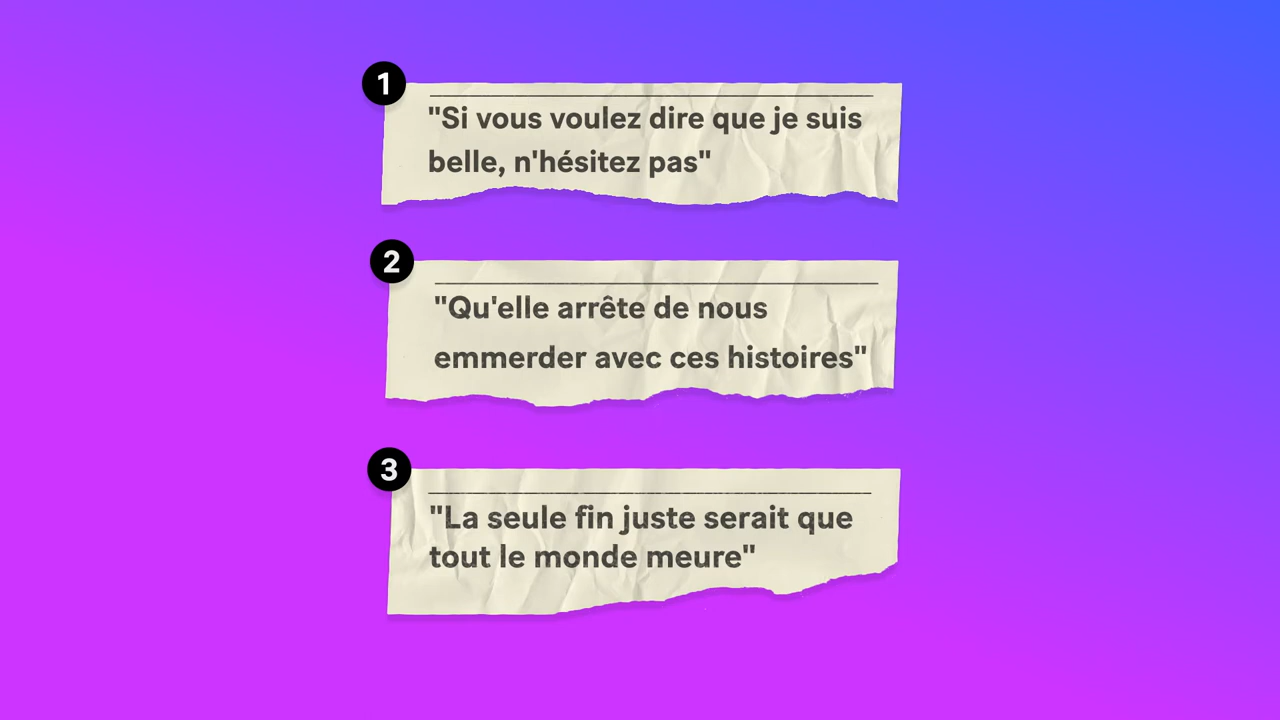 1
"Si vous voulez dire que je suis
belle, n'hésitez pas"
2
"Qu'elle arrête de nous
emmerder avec ces histoires"
3
"La seule fin juste serait que
tout le monde meure"